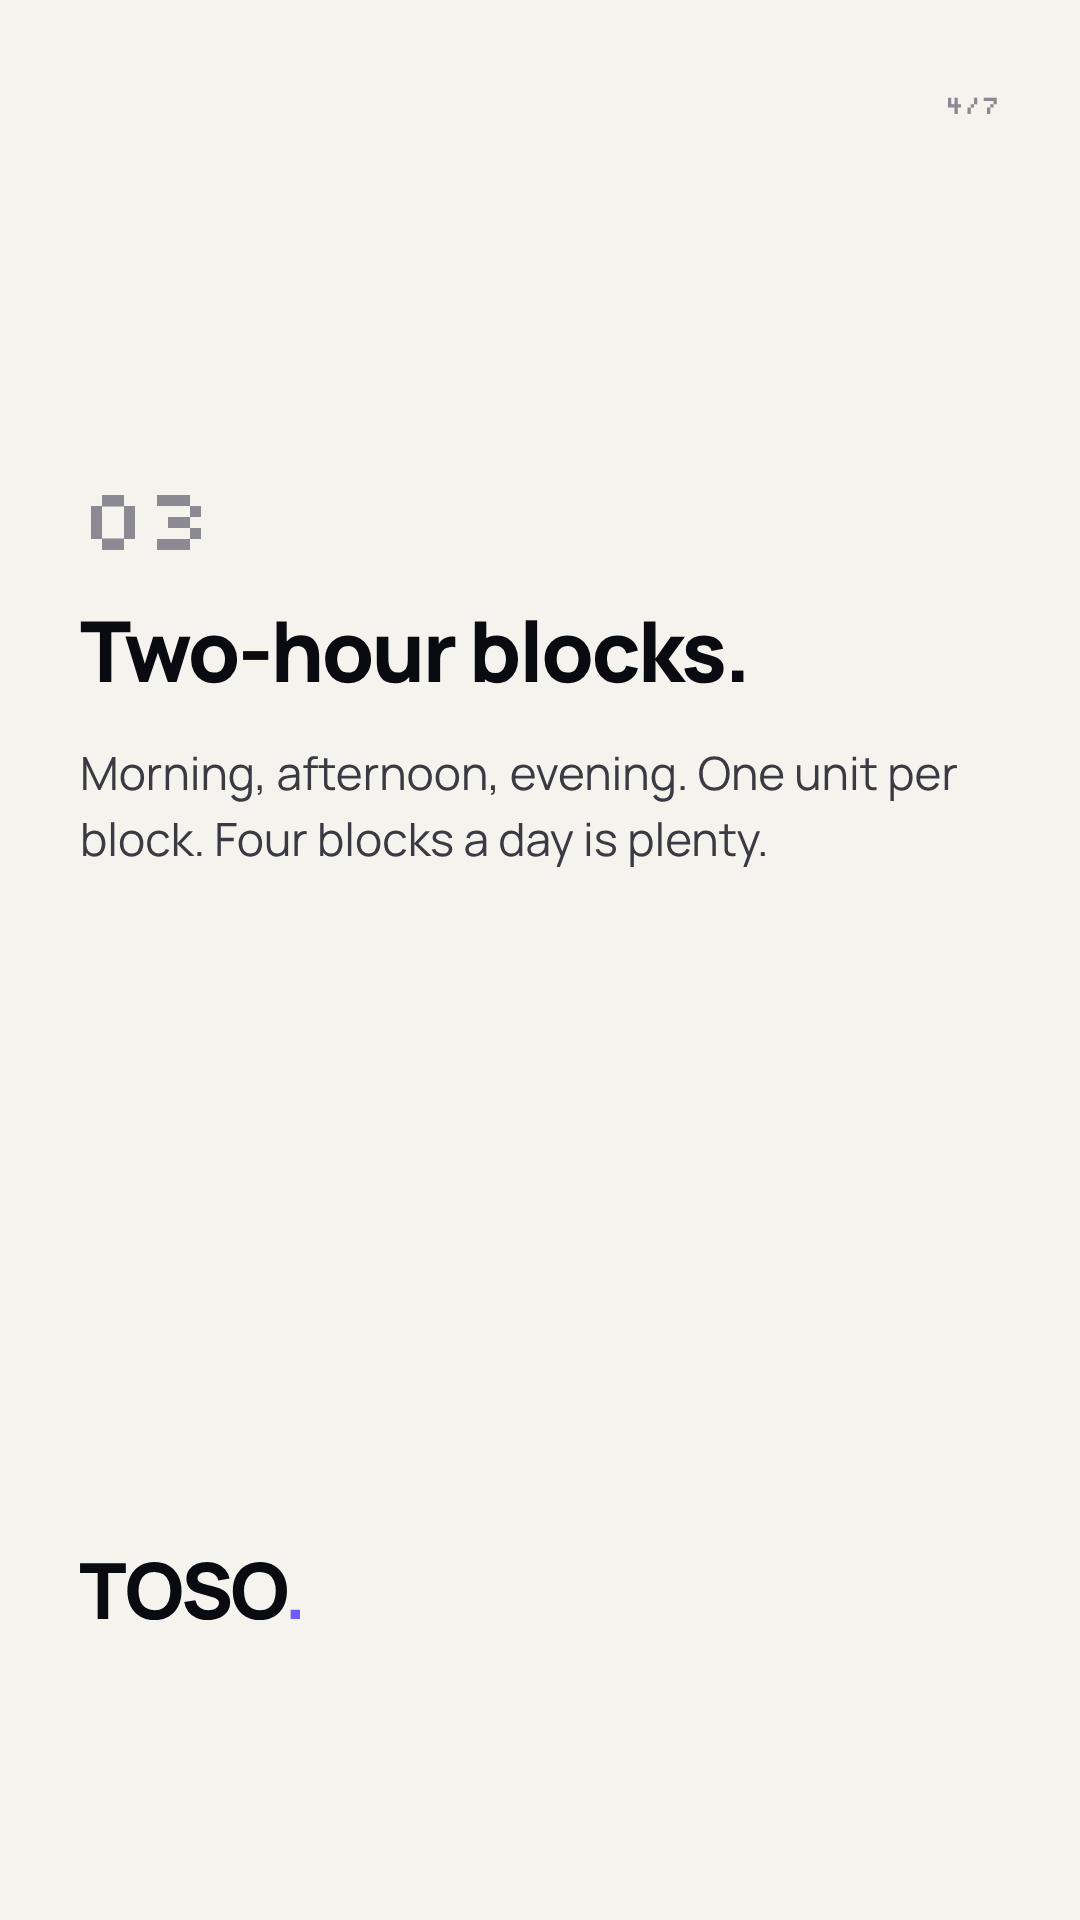 4/7
03
Two-hour blocks.
Morning, afternoon, evening. One unit per
block. Four blocks a day is plenty.
TOSO.